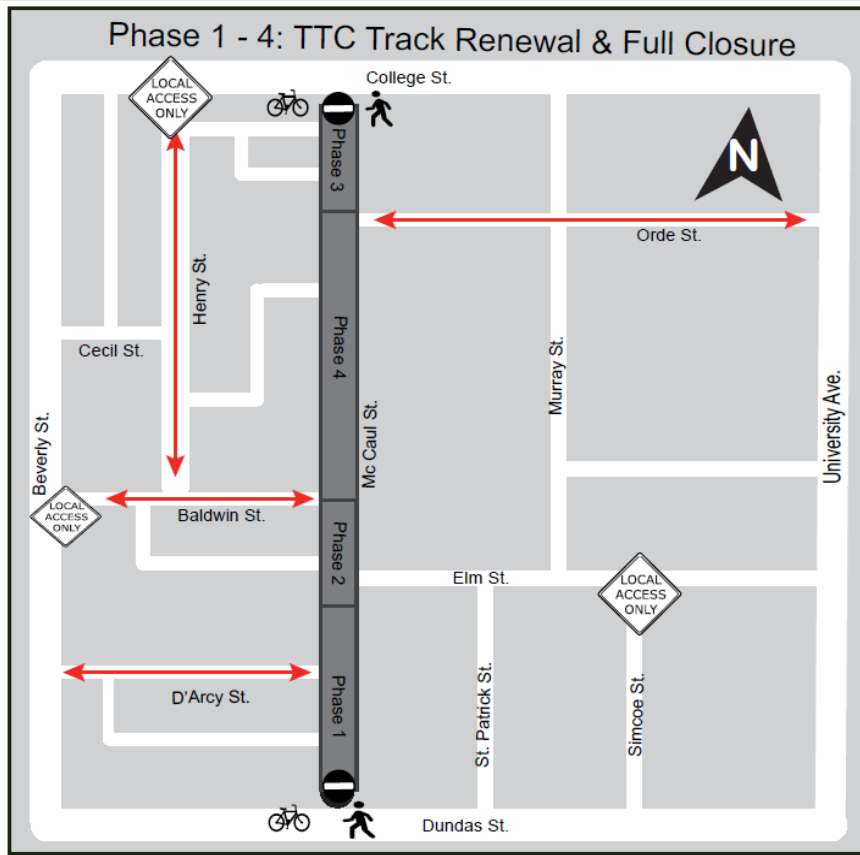 Phase 1 - 4: TTC Track Renewal & Full Closure
College St.
LOCAL
ACCESS
ONLY
Phase 3
N
Orde St.
Henry St.
Cecil St.
Phase 4
Murray St.
University Ave.
Mc Caul St.
Beverly St.
LOCAL
ACCESS
ONLY
Baldwin St.
Phase 2
Elm St.
LOCAL
ACCESS
ONLY
D'Arcy St.
Phase 1
St. Patrick St.
Simcoe St.
Dundas St.